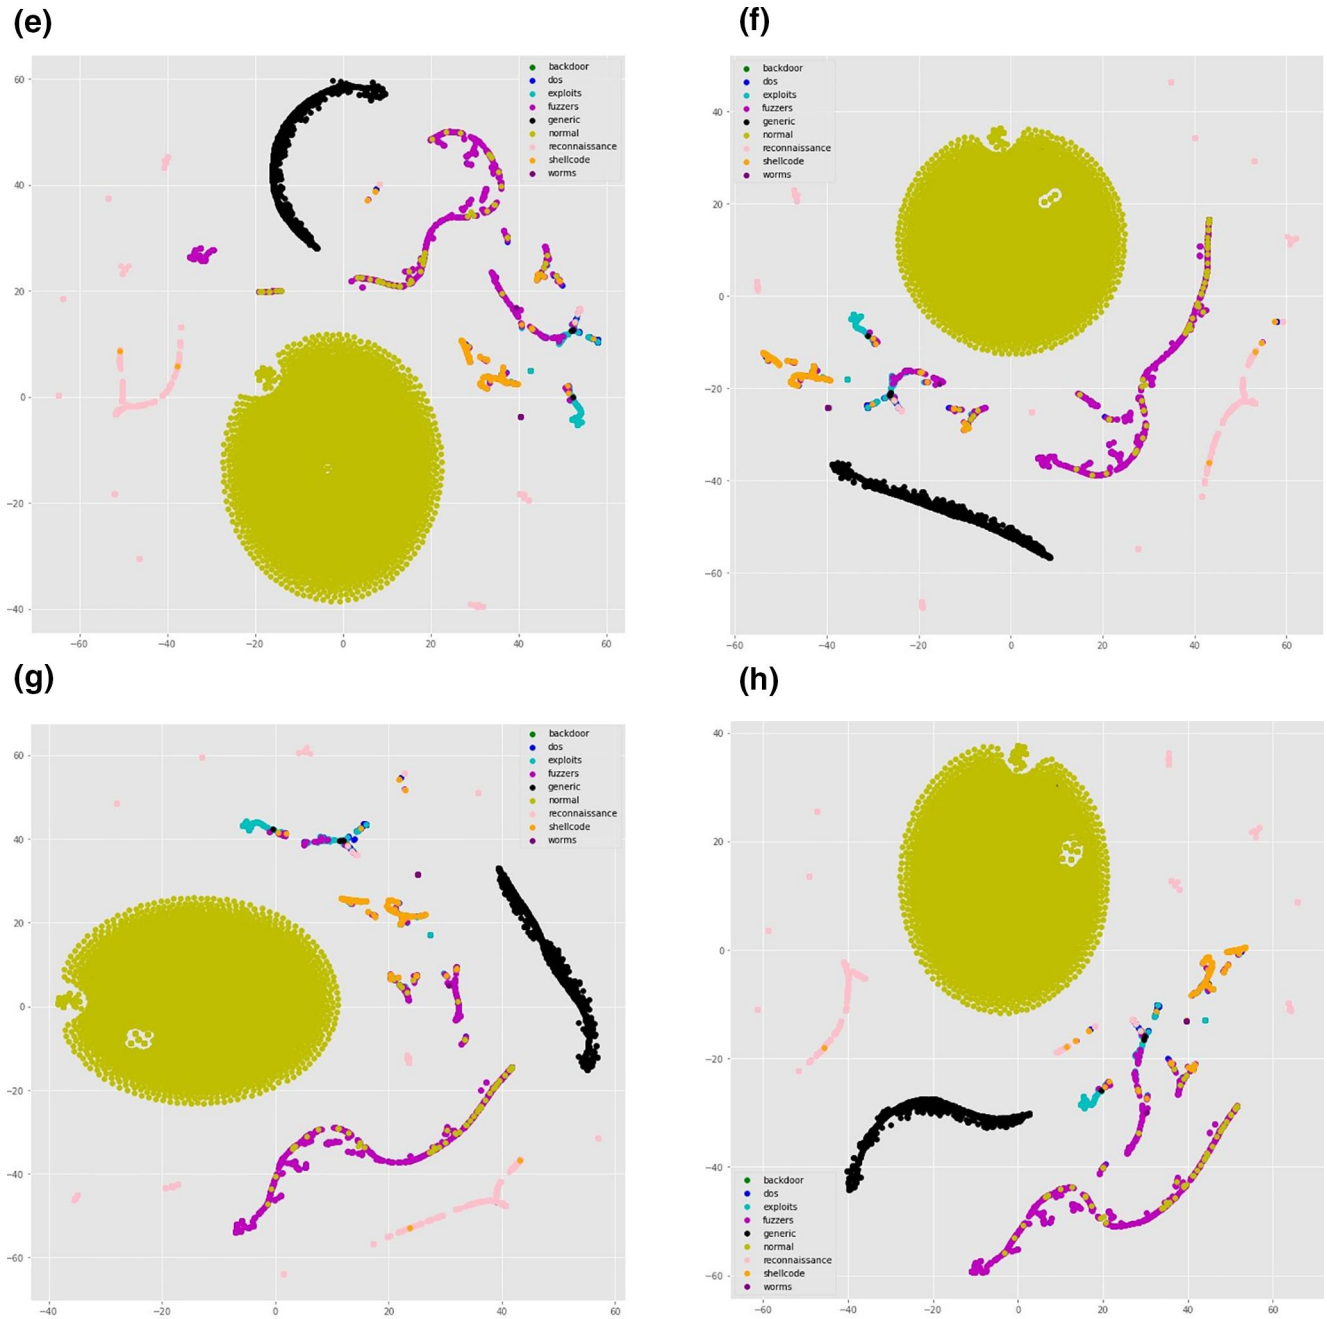 (e)
backdoor
dos
exploits
fuzzers
generic
normal
reconnaissance
shellcode
worms
60
40
20
0
−20
−40
−60 −40 −20 0 20 40 60
(f)
backdoor
dos
exploits
fuzzers
generic
normal
reconnaissance
shellcode
worms
40
20
0
−20
−40
−60
−60 −40 −20 0 20 40 60
(g)
backdoor
dos
exploits
fuzzers
generic
normal
reconnaissance
shellcode
worms
60
40
20
0
−20
−40
−60
−40 −20 0 20 40 60
(h)
40
20
0
−20
−40
−60
backdoor
dos
exploits
fuzzers
generic
normal
reconnaissance
shellcode
worms
−60 −40 −20 0 20 40 60